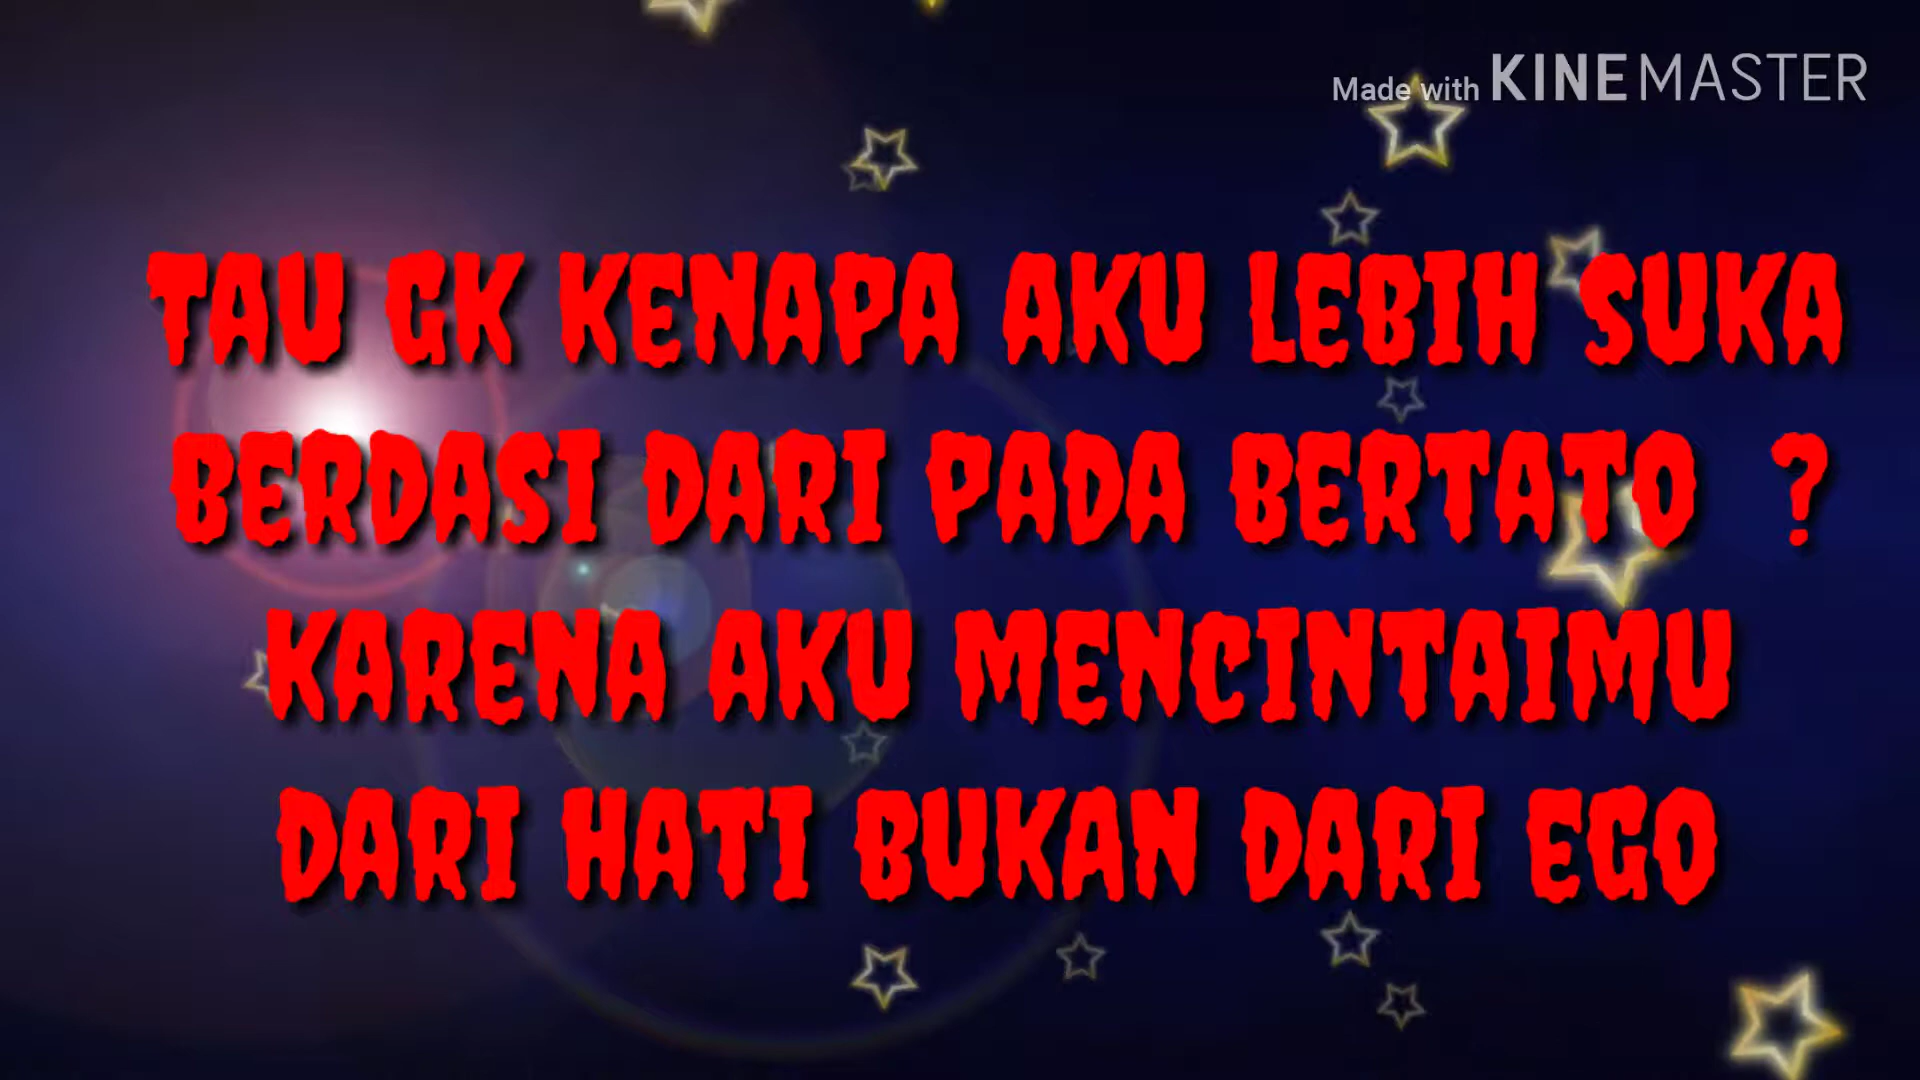 Made with KINEMASTER
TAU GK KENAPA AKU LEBIH SUKA
BERDASI DARI PADA BERTATO ?
KARENA AKU MENCINTAIMU
DARI HATI BUKAN DARI EGO